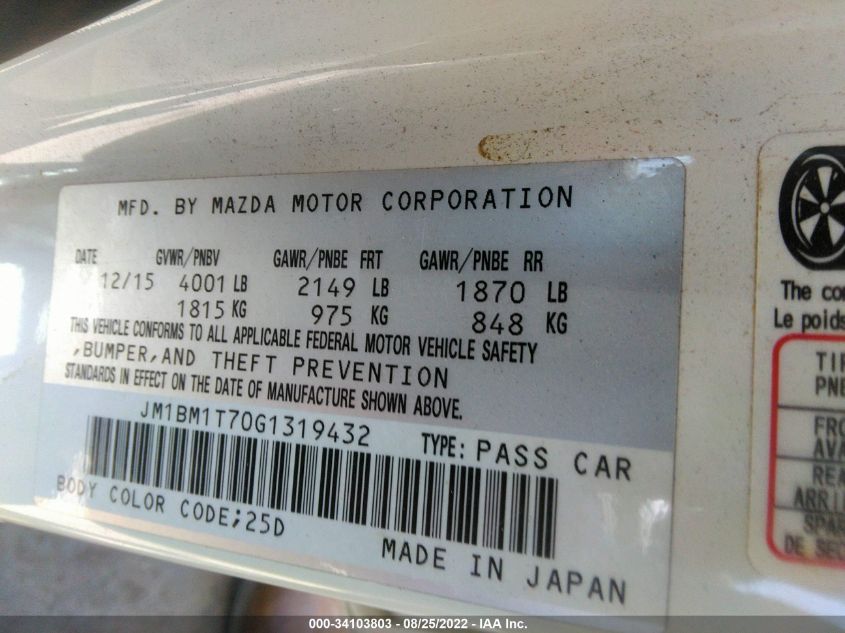 MFD. BY MAZDA MOTOR CORPORATION
DATE GVWR/PNBV GAWR/PNBE FRT GAWR/PNBE RR
12/15 4001 LB 2149 LB 1870 LB
1815 KG 975 KG 848 KG
THIS VEHICLE CONFORMS TO ALL APPLICABLE FEDERAL MOTOR VEHICLE SAFETY
,BUMPER,AND THEFT PREVENTION
STANDARDS IN EFFECT ON THE DATE OF MANUFACTURE SHOWN ABOVE.
JM1BM1T70G1319432 TYPE: PASS CAR
BODY COLOR CODE;25D
MADE IN JAPAN
The co
Le poids
TIR
PNE
FRO
AVA
REA
ARRI
SPAR
DE SEC
000-34103803 - 08/25/2022 - IAA Inc.